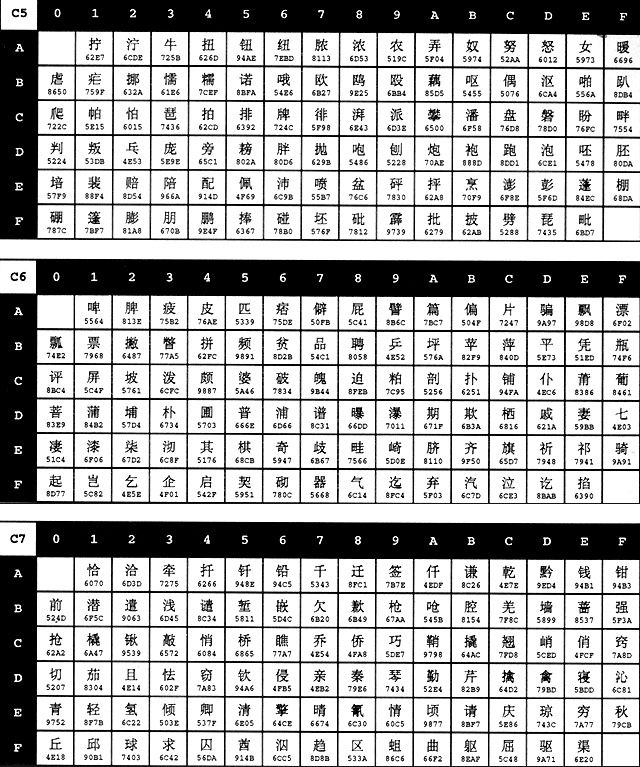 C5 0 1 2 3 4 5 6 7 8 9 A B C D E F
A 拧 泞 牛 扭 钮 纽 脓 浓 农 弄 奴 努 怒 女 暖
62E7 6CDE 725B 626D 94AE 7EBD 8113 6D53 519C 5F04 5974 52AA 6012 5973 6696
B 虐 疟 挪 懦 糯 诺 哦 欧 鸥 殴 藕 呕 偶 沤 啪 趴
8650 759F 632A 61E6 7CEF 8BFA 54E6 6B27 9E25 6BB4 85D5 5455 5076 6CA4 556A 8DB4
C 爬 帕 怕 琶 拍 排 牌 徘 湃 派 攀 潘 盘 磐 盼 畔
722C 5E15 6015 7436 62CD 6392 724C 5F98 6E43 6D3E 6500 6F58 76D8 78D0 76FC 7554
D 判 叛 乓 庞 旁 耪 胖 抛 咆 刨 炮 袍 跑 泡 呸 胚
5224 53DB 4E53 5E9E 65C1 802A 80D6 629B 5486 5228 70AE 888D 8DD1 6CE1 5478 80DA
E 培 裴 赔 陪 配 佩 沛 喷 盆 砰 抨 烹 澎 彭 蓬 棚
57F9 88F4 8D54 966A 914D 4F69 6C9B 55B7 76C6 7830 62A8 70F9 6F8E 5F6D 84EC 68DA
F 硼 篷 膨 朋 鹏 捧 碰 坯 砒 霹 批 披 劈 琵 毗
787C 7BF7 81A8 670B 9E4F 6367 78B0 576F 7812 9739 6279 62AB 5288 7435 6BD7
C6 0 1 2 3 4 5 6 7 8 9 A B C D E F
A 啤 脾 疲 皮 匹 痞 僻 屁 譬 篇 偏 片 骗 飘 漂
5564 813E 75B2 76AE 5339 75DE 50FB 5C41 8B6C 7BC7 504F 7247 9A97 98D8 6F02
B 瓢 票 撇 瞥 拼 频 贫 品 聘 乒 坪 苹 萍 平 凭 瓶
74E2 7968 6487 77A5 62FC 9891 8D2B 54C1 8058 4E52 576A 82F9 840D 5E73 51ED 74F6
C 评 屏 坡 泼 颇 婆 破 魄 迫 粕 剖 扑 铺 仆 莆 葡
8BC4 5C4F 5761 6CFC 9887 5A46 7834 9B44 8FEB 7C95 5256 6251 94FA 4EC6 8386 8461
D 菩 蒲 埔 朴 圃 普 浦 谱 曝 瀑 期 欺 栖 戚 妻 七
83E9 84B2 57D4 6734 5703 666E 6D66 8C31 66DD 7011 671F 6B3A 6816 621A 59BB 4E03
E 凄 漆 柒 沏 其 棋 奇 歧 畦 崎 脐 齐 旗 祈 祁 骑
51C4 6F06 67D2 6C8F 5176 68CB 5947 6B67 7566 5D0E 8110 9F50 65D7 7948 7941 9A91
F 起 岂 乞 企 启 契 砌 器 气 迄 弃 汽 泣 讫 掐
8D77 5C82 4E5E 4F01 542F 5951 780C 5668 6C14 8FC4 5F03 6C7D 6CE3 8BAB 6390
C7 0 1 2 3 4 5 6 7 8 9 A B C D E F
A 恰 洽 牵 扦 钎 铅 千 迁 签 仟 谦 乾 黔 钱 钳
6070 6D3D 7275 6266 948E 94C5 5343 8FC1 7B7E 4EDF 8C26 4E7E 9ED4 94B1 94B3
B 前 潜 遣 浅 谴 堑 嵌 欠 歉 枪 呛 腔 羌 墙 蔷 强
524D 6F5C 9063 6D45 8C34 5811 5D4C 6B20 6B49 67AA 545B 8154 7F8C 5899 8537 5F3A
C 抢 橇 锹 敲 悄 桥 瞧 乔 侨 巧 鞘 撬 翘 峭 俏 窍
62A2 6A47 9539 6572 6084 6865 77A7 4E54 4FA8 5DE7 9798 64AC 7FD8 5CED 4FCF 7A8D
D 切 茄 且 怯 窃 钦 侵 亲 秦 琴 勤 芹 擒 禽 寝 沁
5207 8304 4E14 602F 7A83 94A6 4FB5 4EB2 79E6 7434 52E4 82B9 64D2 79BD 5BDD 6C81
E 青 轻 氢 倾 卿 清 擎 晴 氰 情 顷 请 庆 琼 穷 秋
9752 8F7B 6C22 503E 537F 6E05 64CE 6674 6C30 60C5 9877 8BF7 5E86 743C 7A77 79CB
F 丘 邱 球 求 囚 酋 泅 趋 区 蛆 曲 躯 屈 驱 渠
4E18 90B1 7403 6C42 56DA 914B 6CC5 8D8B 533A 86C6 66F2 8EAF 5C48 9A71 6E20